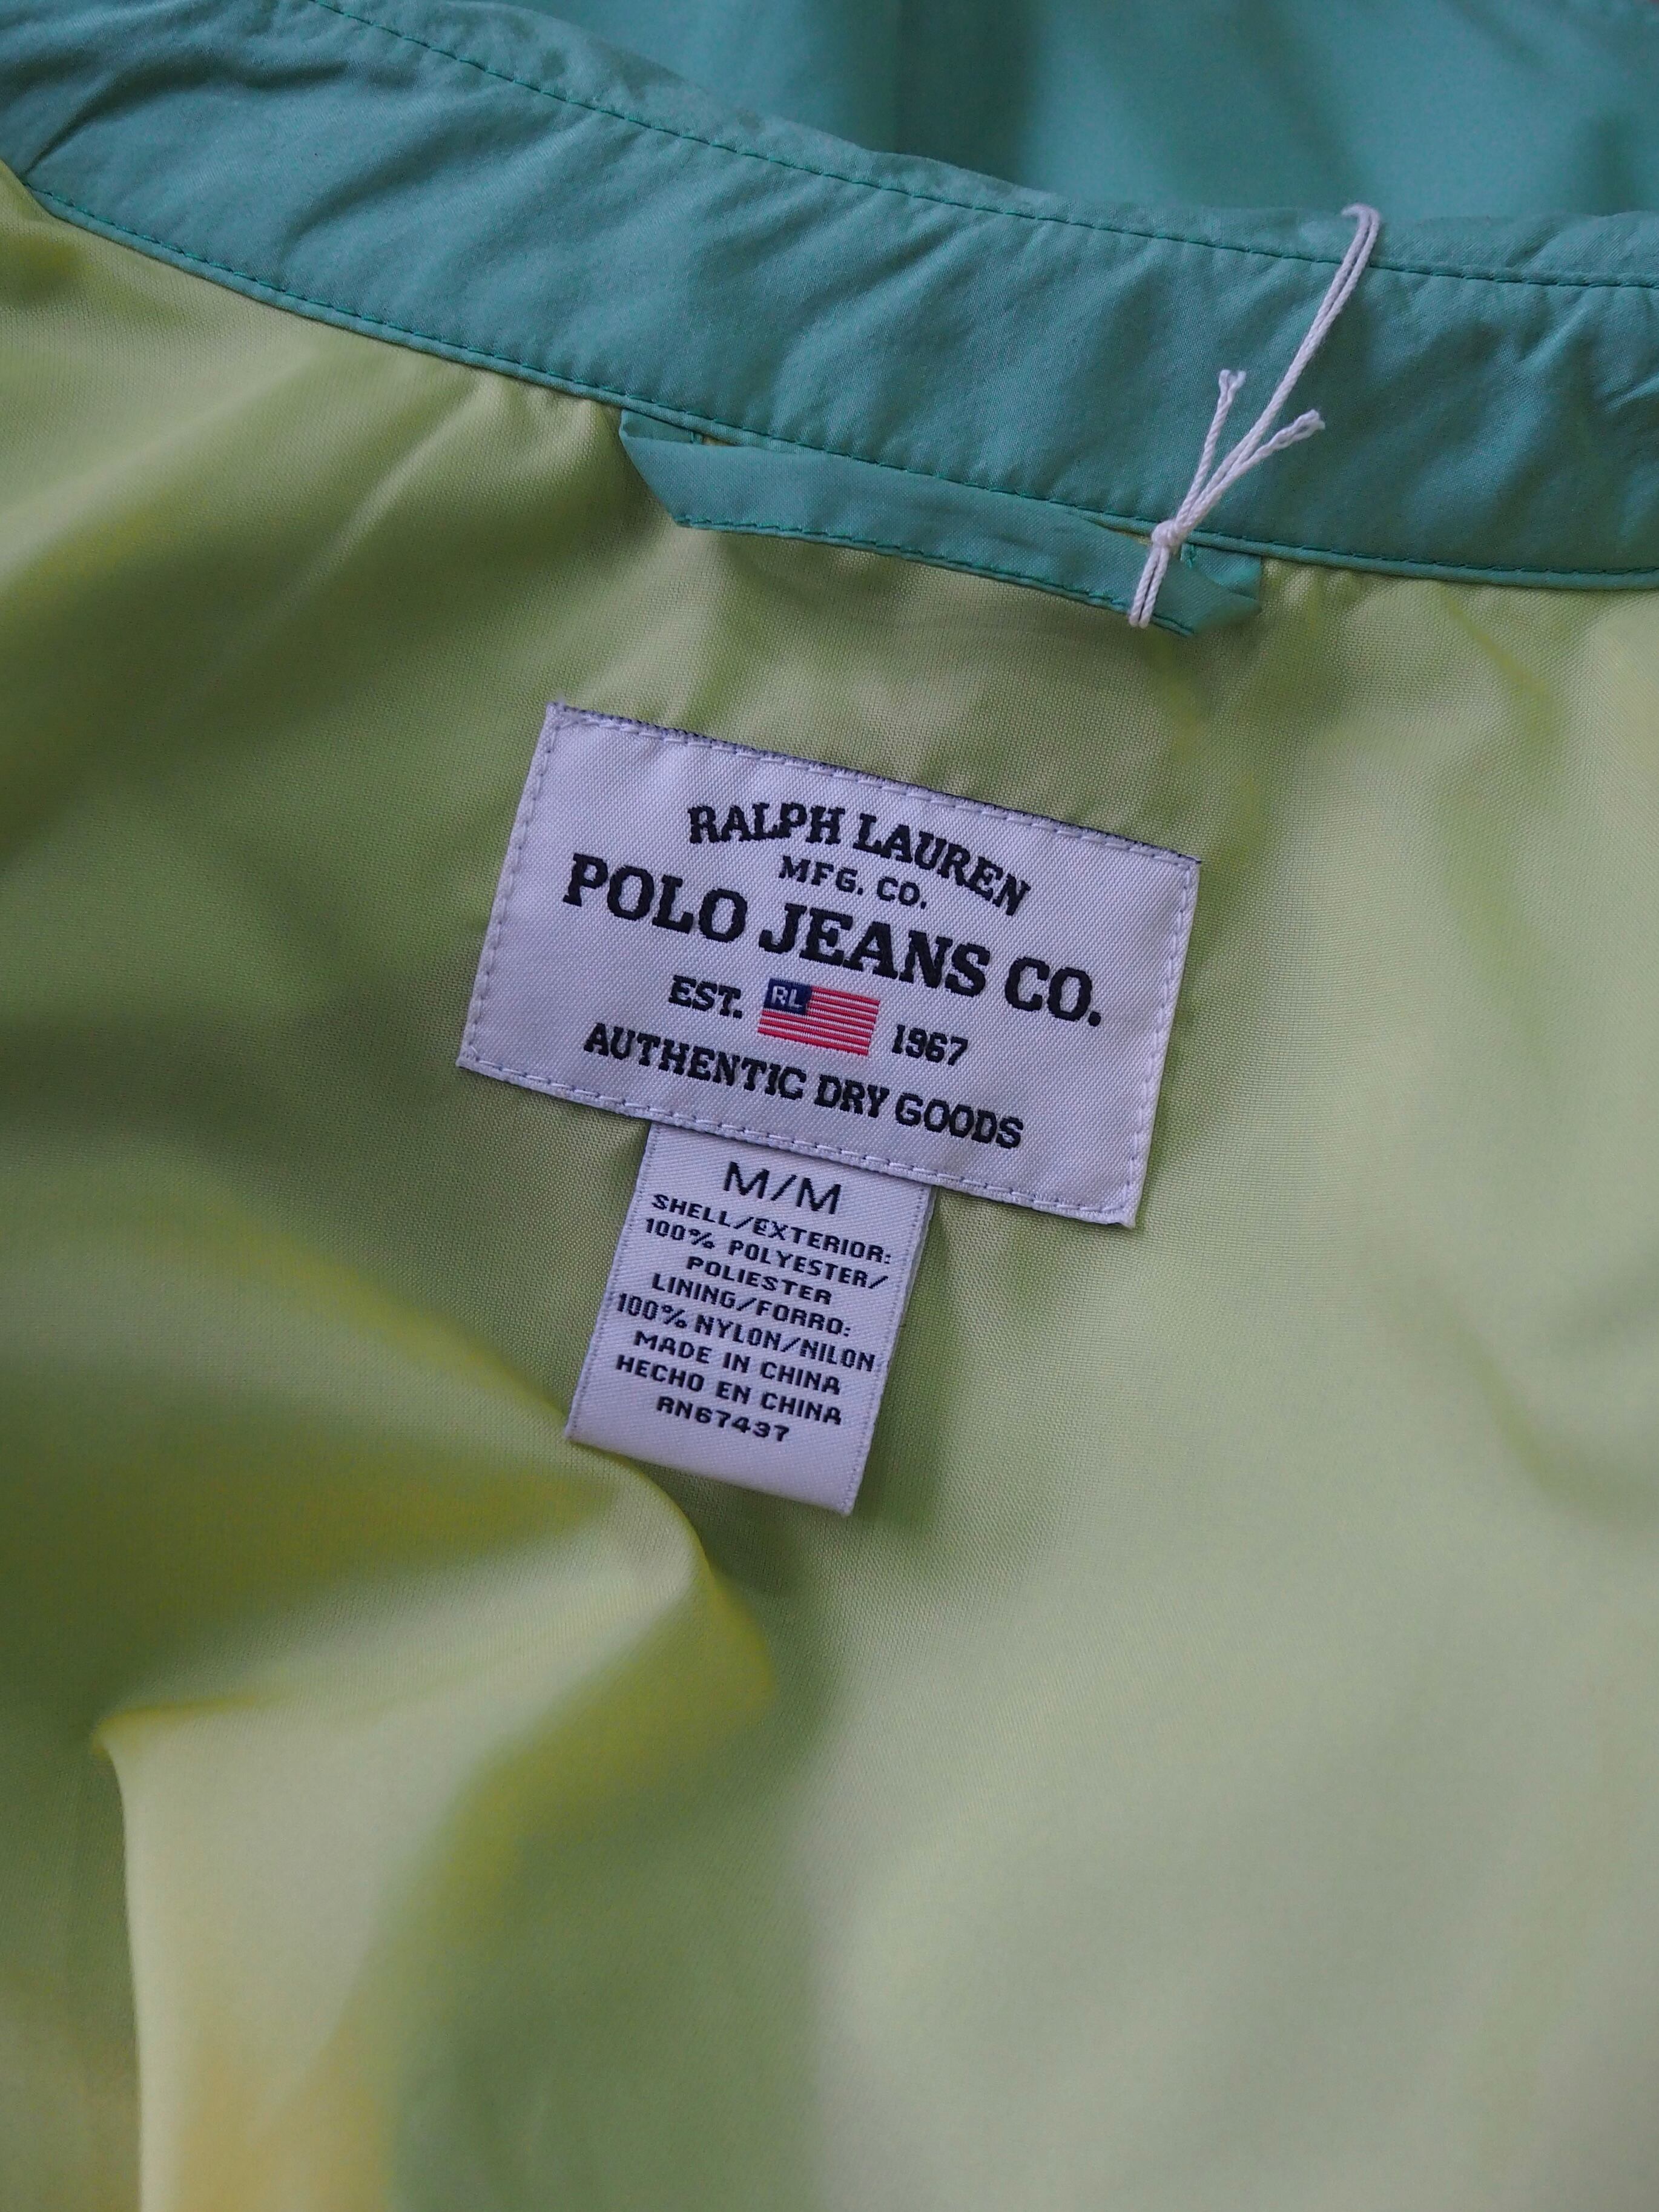 RALPH LAUREN
MFG. CO.
POLO JEANS CO.
EST. RL 1967
AUTHENTIC DRY GOODS
M/M
SHELL/EXTERIOR:
100% POLYESTER/
POLIESTER
LINING/FORRO:
100% NYLON/NILON
MADE IN CHINA
HECHO EN CHINA
RN67437